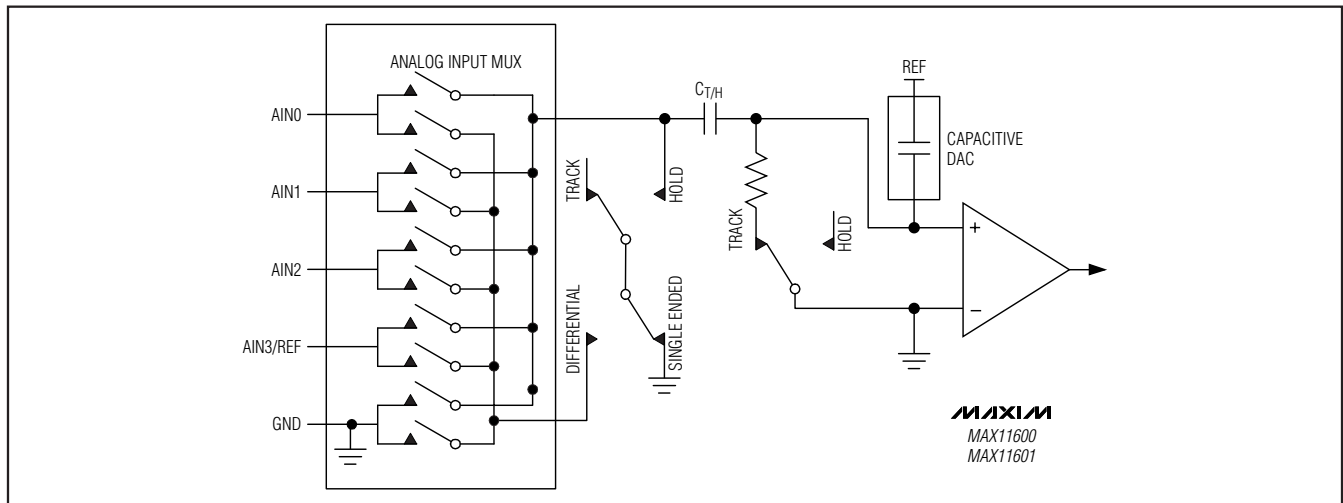 ANALOG INPUT MUX
AIN0
AIN1
AIN2
AIN3/REF
GND
TRACK
HOLD
DIFFERENTIAL
SINGLE ENDED
CT/H
TRACK
HOLD
REF
CAPACITIVE
DAC
+
−
MAXIM
MAX11600
MAX11601